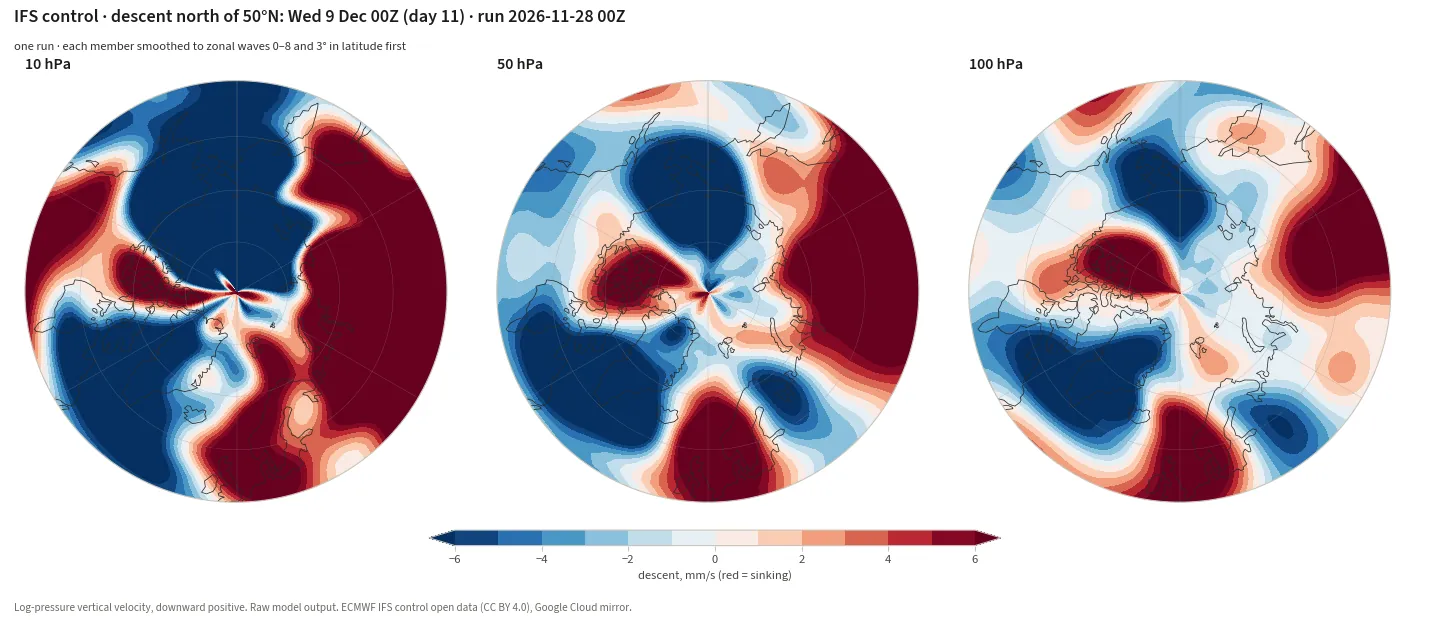 IFS control · descent north of 50°N: Wed 9 Dec 00Z (day 11) · run 2026-11-28 00Z
one run · each member smoothed to zonal waves 0–8 and 3° in latitude first
10 hPa
50 hPa
100 hPa
−6 −4 −2 0 2 4 6
descent, mm/s (red = sinking)
Log-pressure vertical velocity, downward positive. Raw model output. ECMWF IFS control open data (CC BY 4.0), Google Cloud mirror.